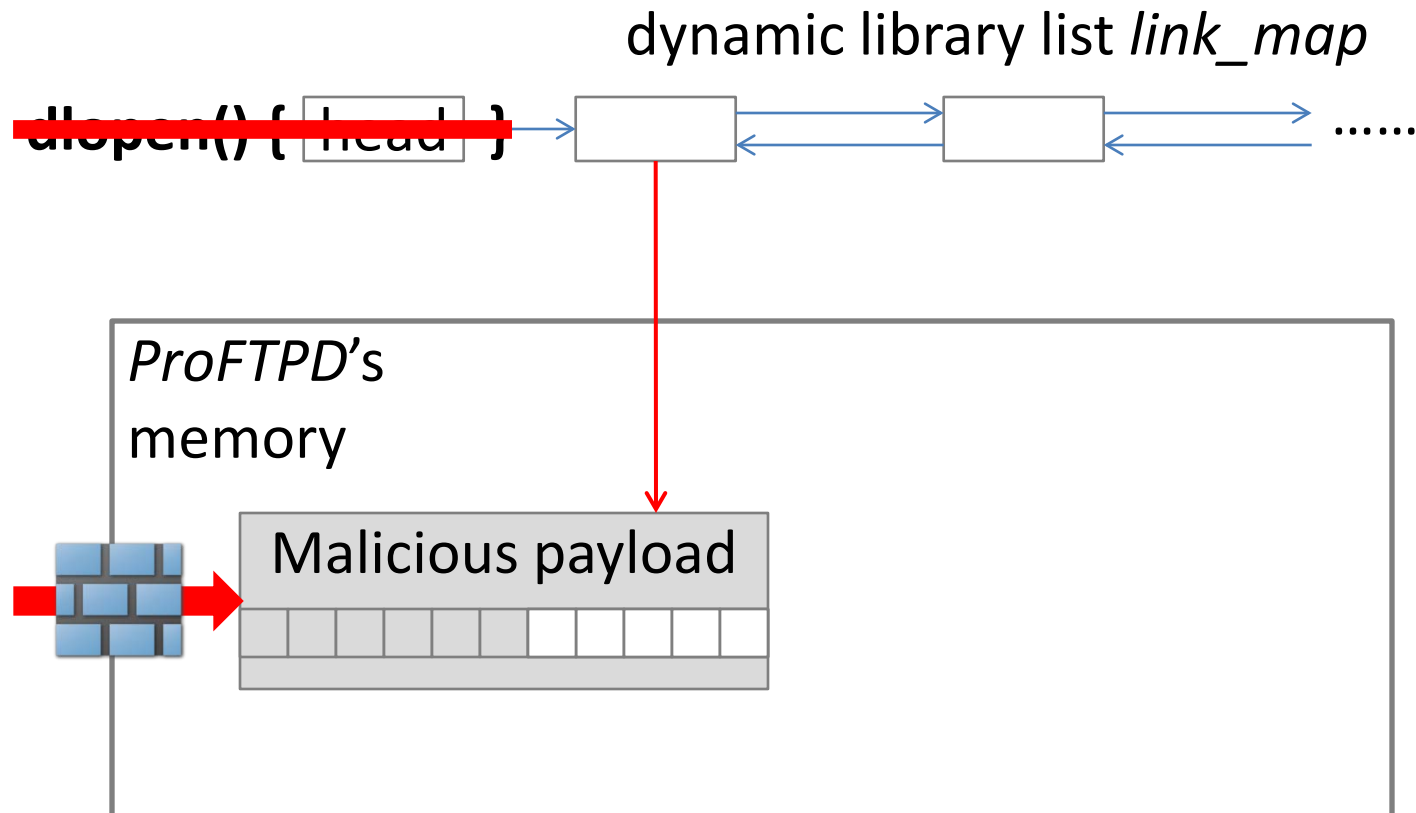 dynamic library list link_map
dlopen() { head }
......
ProFTPD's
memory
Malicious payload